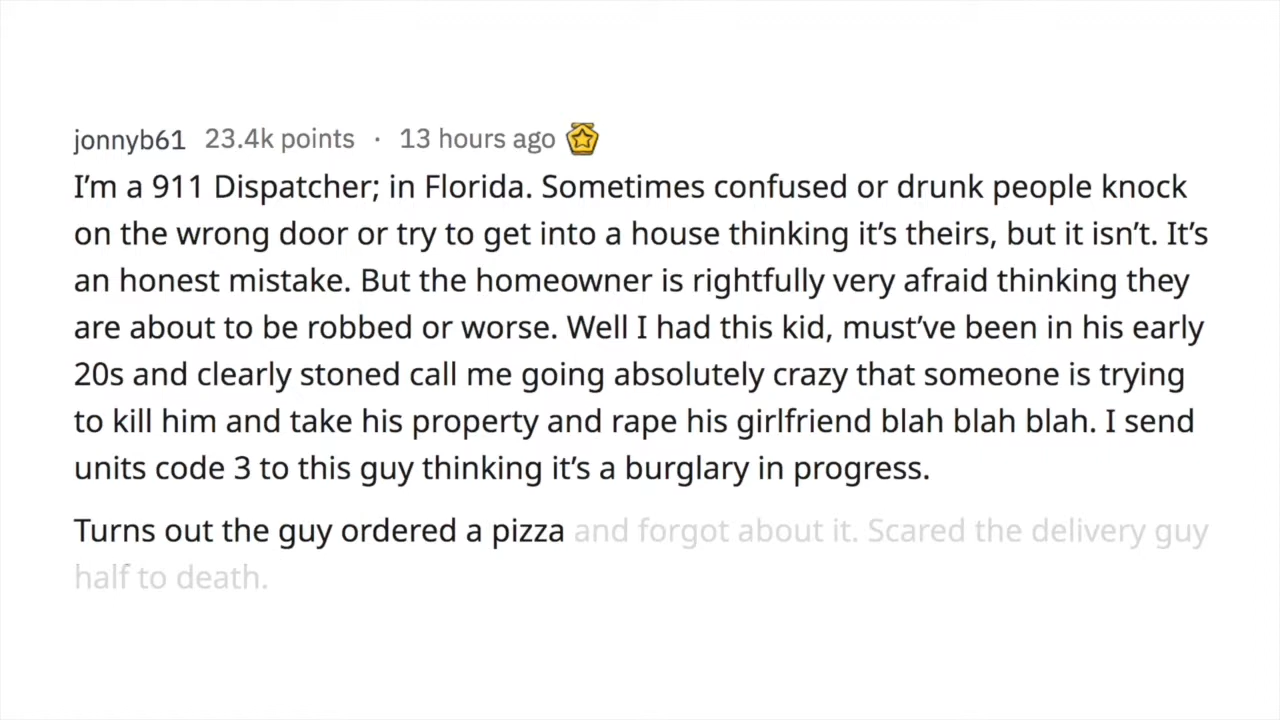 jonnyb61 23.4k points · 13 hours ago
I’m a 911 Dispatcher; in Florida. Sometimes confused or drunk people knock
on the wrong door or try to get into a house thinking it’s theirs, but it isn’t. It’s
an honest mistake. But the homeowner is rightfully very afraid thinking they
are about to be robbed or worse. Well I had this kid, must’ve been in his early
20s and clearly stoned call me going absolutely crazy that someone is trying
to kill him and take his property and rape his girlfriend blah blah blah. I send
units code 3 to this guy thinking it’s a burglary in progress.
Turns out the guy ordered a pizza and forgot about it. Scared the delivery guy
half to death.